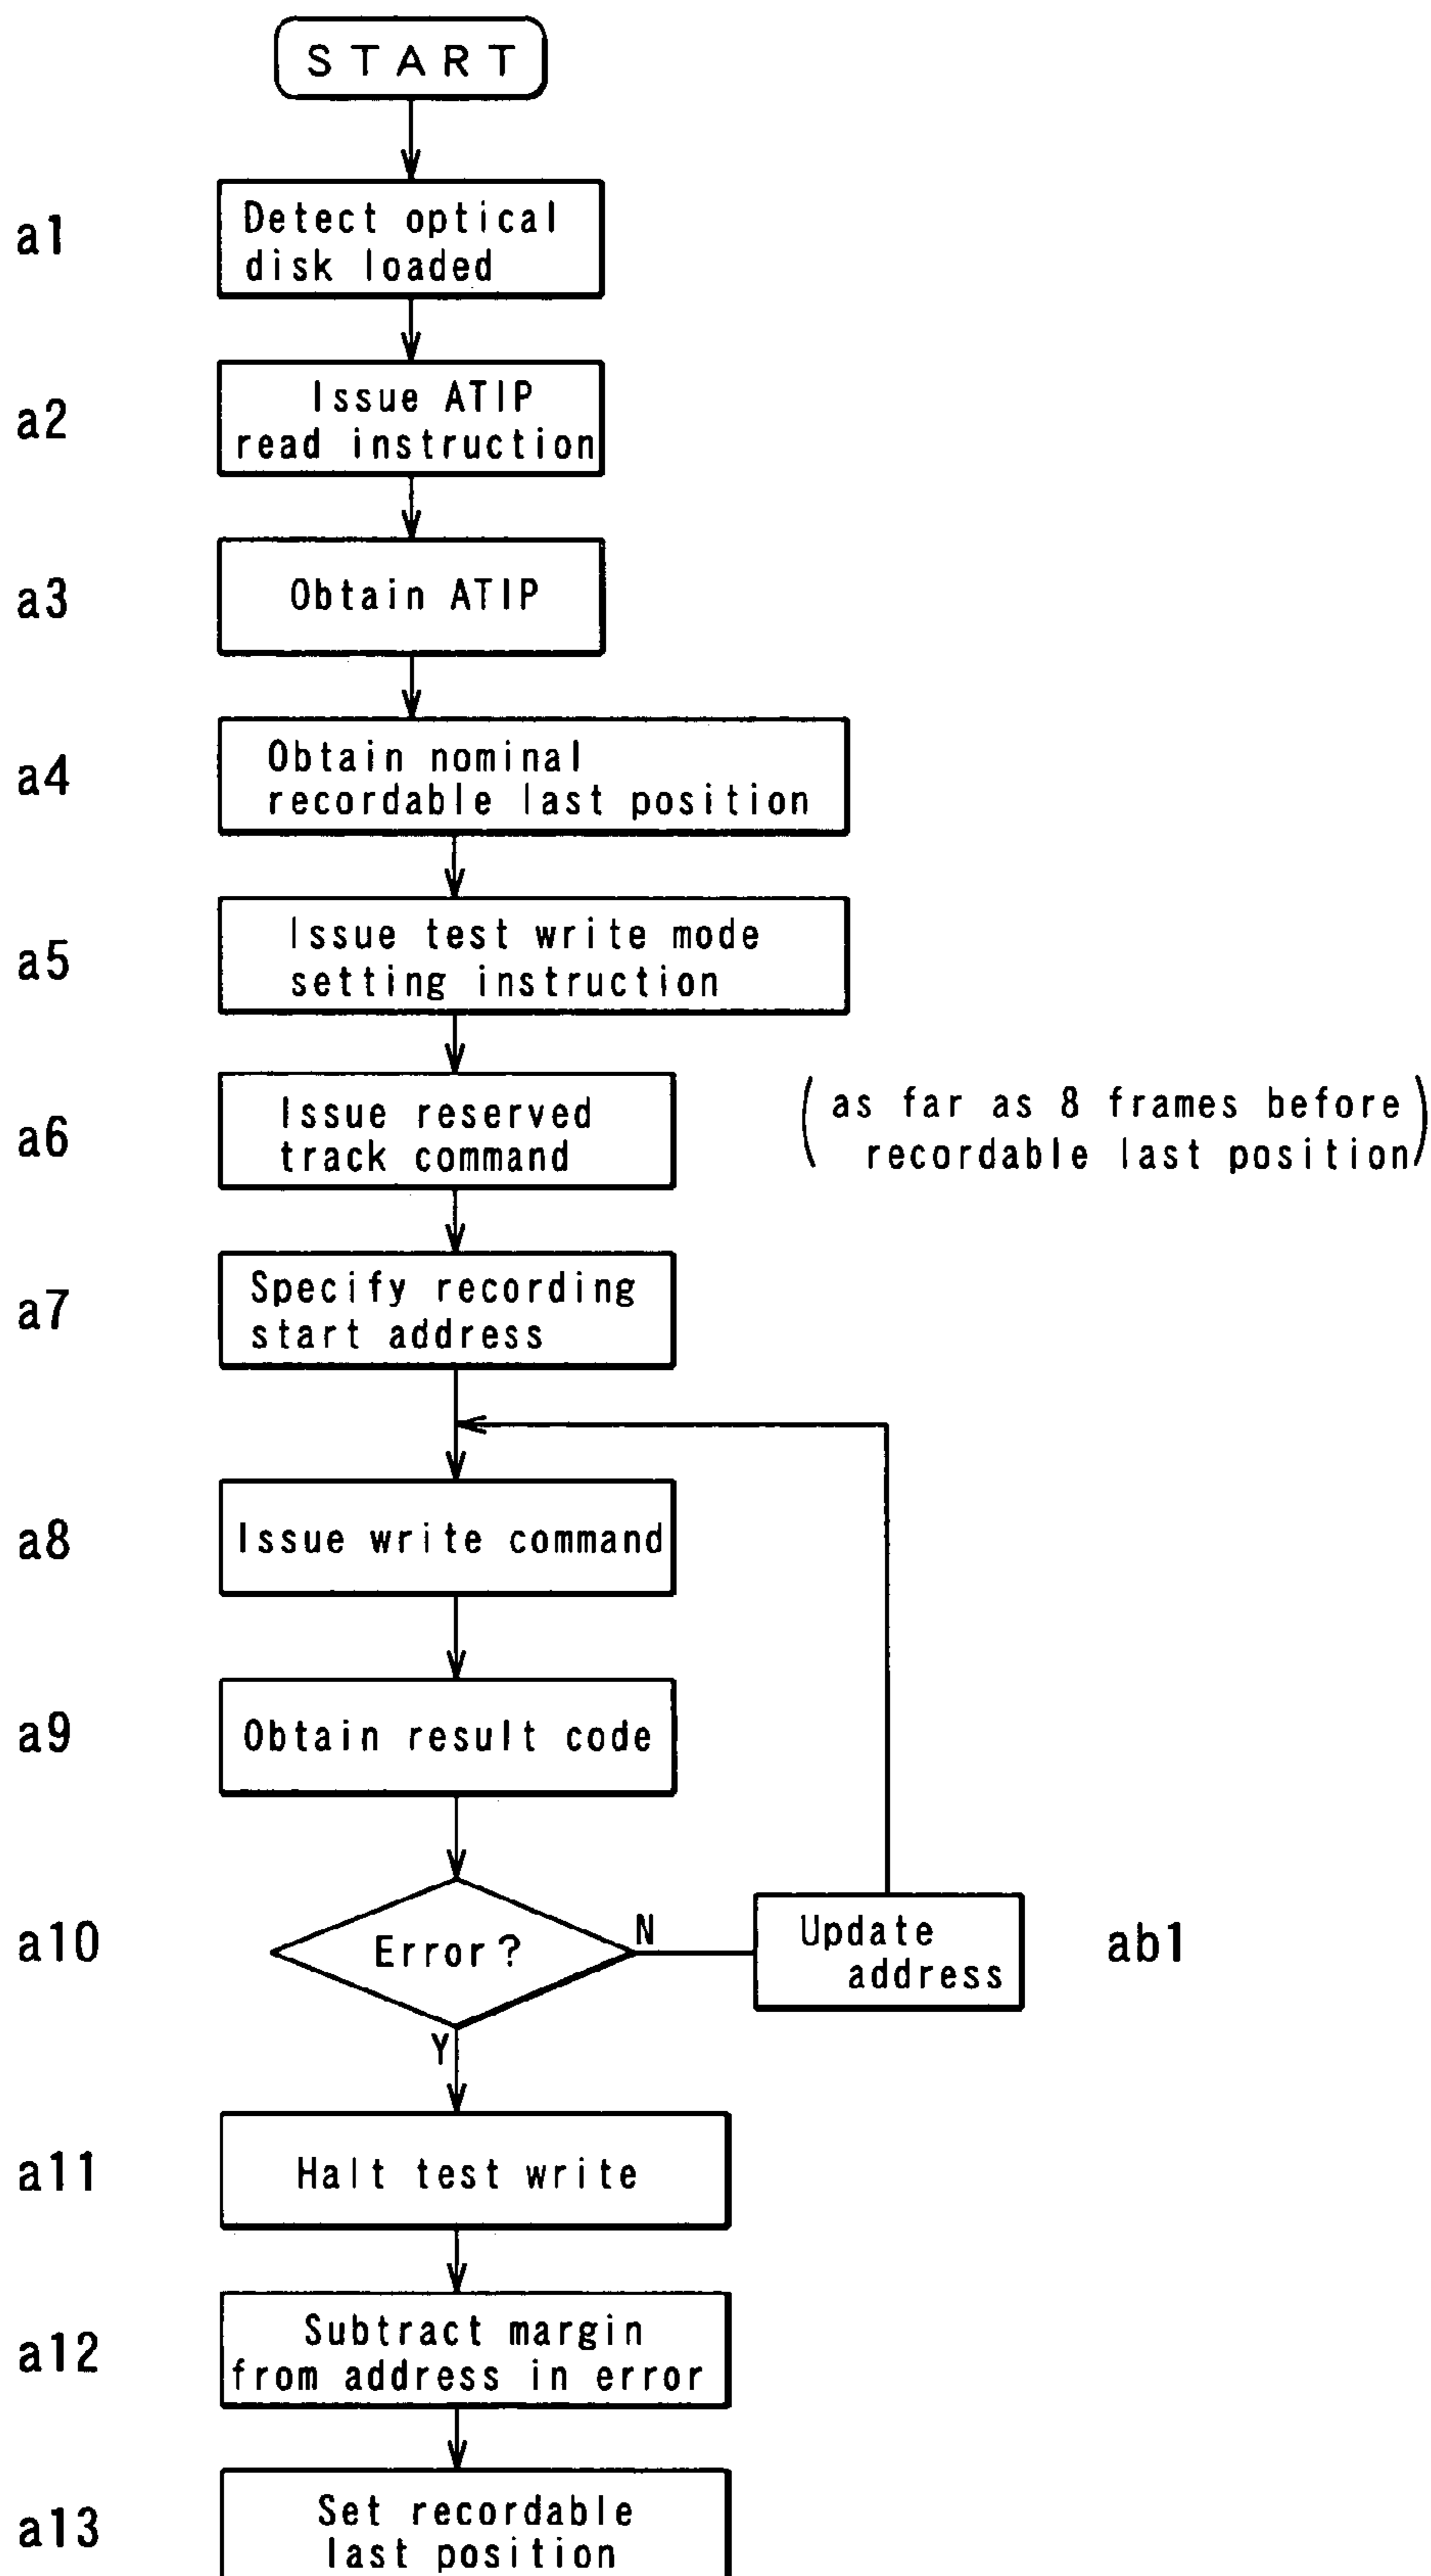 START
a1
Detect optical
disk loaded
a2
Issue ATIP
read instruction
a3
Obtain ATIP
a4
Obtain nominal
recordable last position
a5
Issue test write mode
setting instruction
a6
Issue reserved
track command
(as far as 8 frames before
recordable last position)
a7
Specify recording
start address
a8
Issue write command
a9
Obtain result code
a10
Error?
N
Update
address
ab1
Y
a11
Halt test write
a12
Subtract margin
from address in error
a13
Set recordable
last position